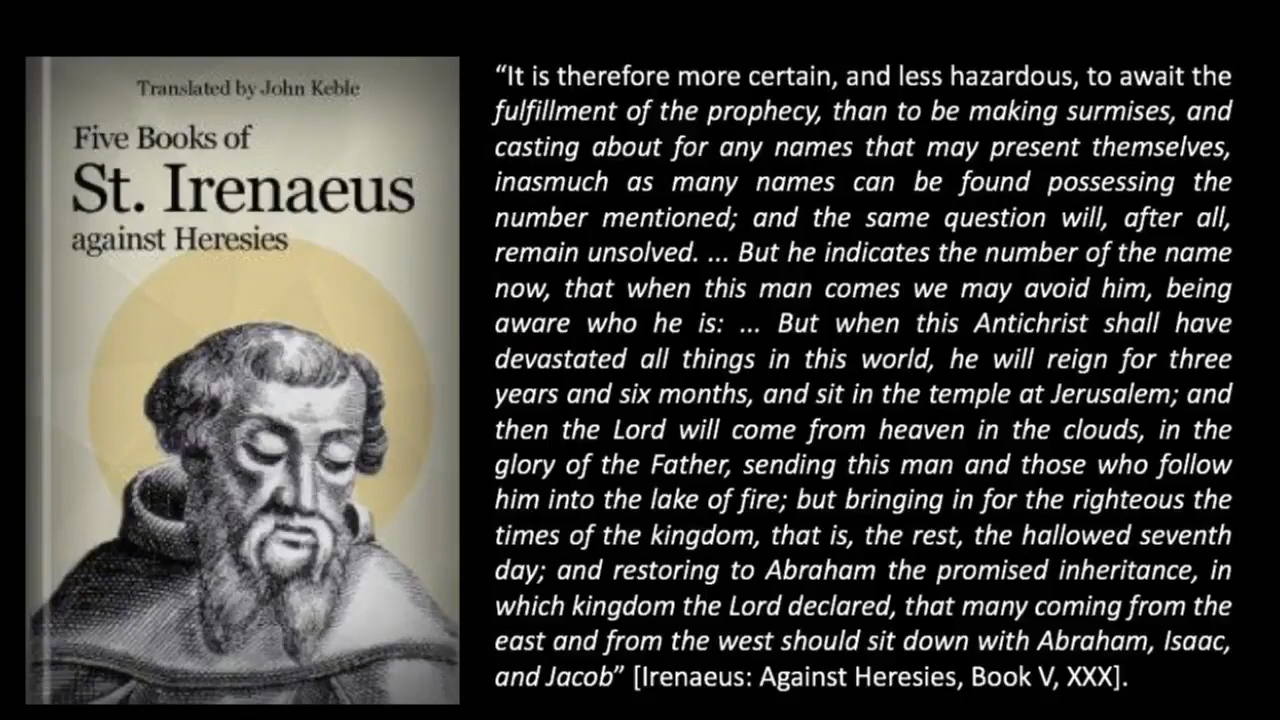 Translated by John Keble
Five Books of
St. Irenaeus
against Heresies
“It is therefore more certain, and less hazardous, to await the
fulfillment of the prophecy, than to be making surmises, and
casting about for any names that may present themselves,
inasmuch as many names can be found possessing the
number mentioned; and the same question will, after all,
remain unsolved. ... But he indicates the number of the name
now, that when this man comes we may avoid him, being
aware who he is: ... But when this Antichrist shall have
devastated all things in this world, he will reign for three
years and six months, and sit in the temple at Jerusalem; and
then the Lord will come from heaven in the clouds, in the
glory of the Father, sending this man and those who follow
him into the lake of fire; but bringing in for the righteous the
times of the kingdom, that is, the rest, the hallowed seventh
day; and restoring to Abraham the promised inheritance, in
which kingdom the Lord declared, that many coming from the
east and from the west should sit down with Abraham, Isaac,
and Jacob” [Irenaeus: Against Heresies, Book V, XXX].